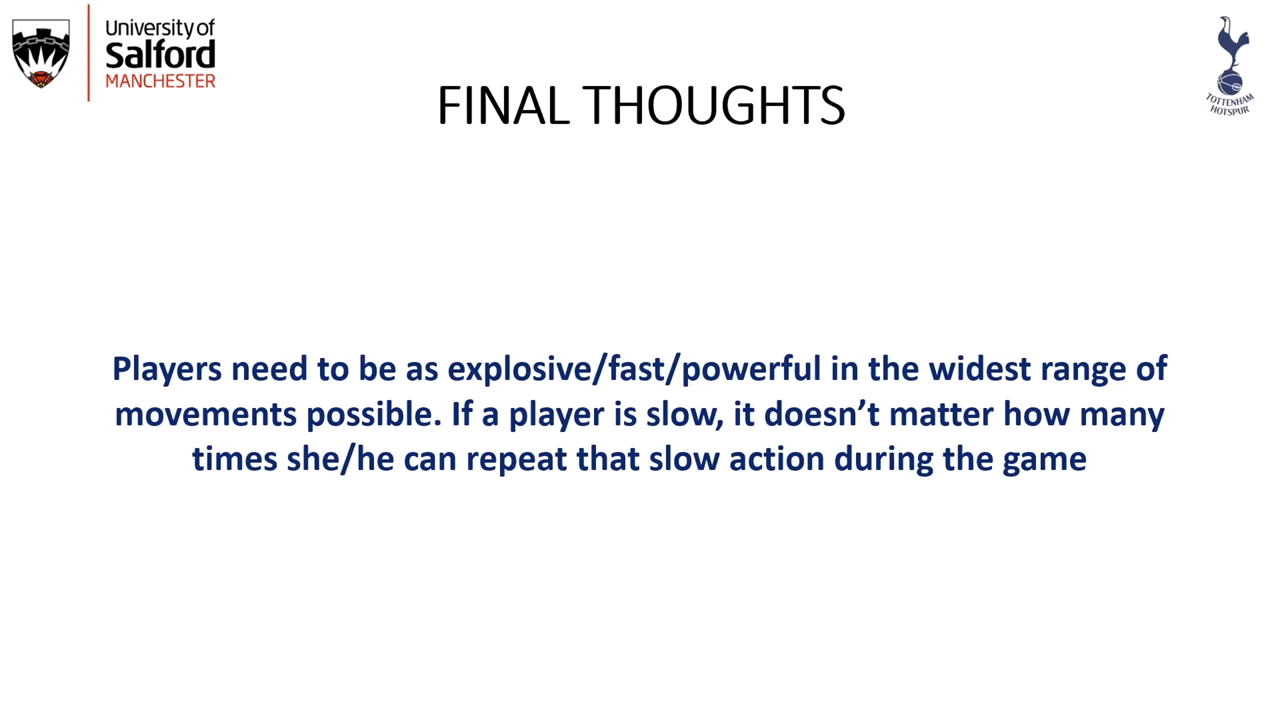 University of
Salford
MANCHESTER
TOTTENHAM
HOTSPUR
FINAL THOUGHTS
Players need to be as explosive/fast/powerful in the widest range of
movements possible. If a player is slow, it doesn’t matter how many
times she/he can repeat that slow action during the game